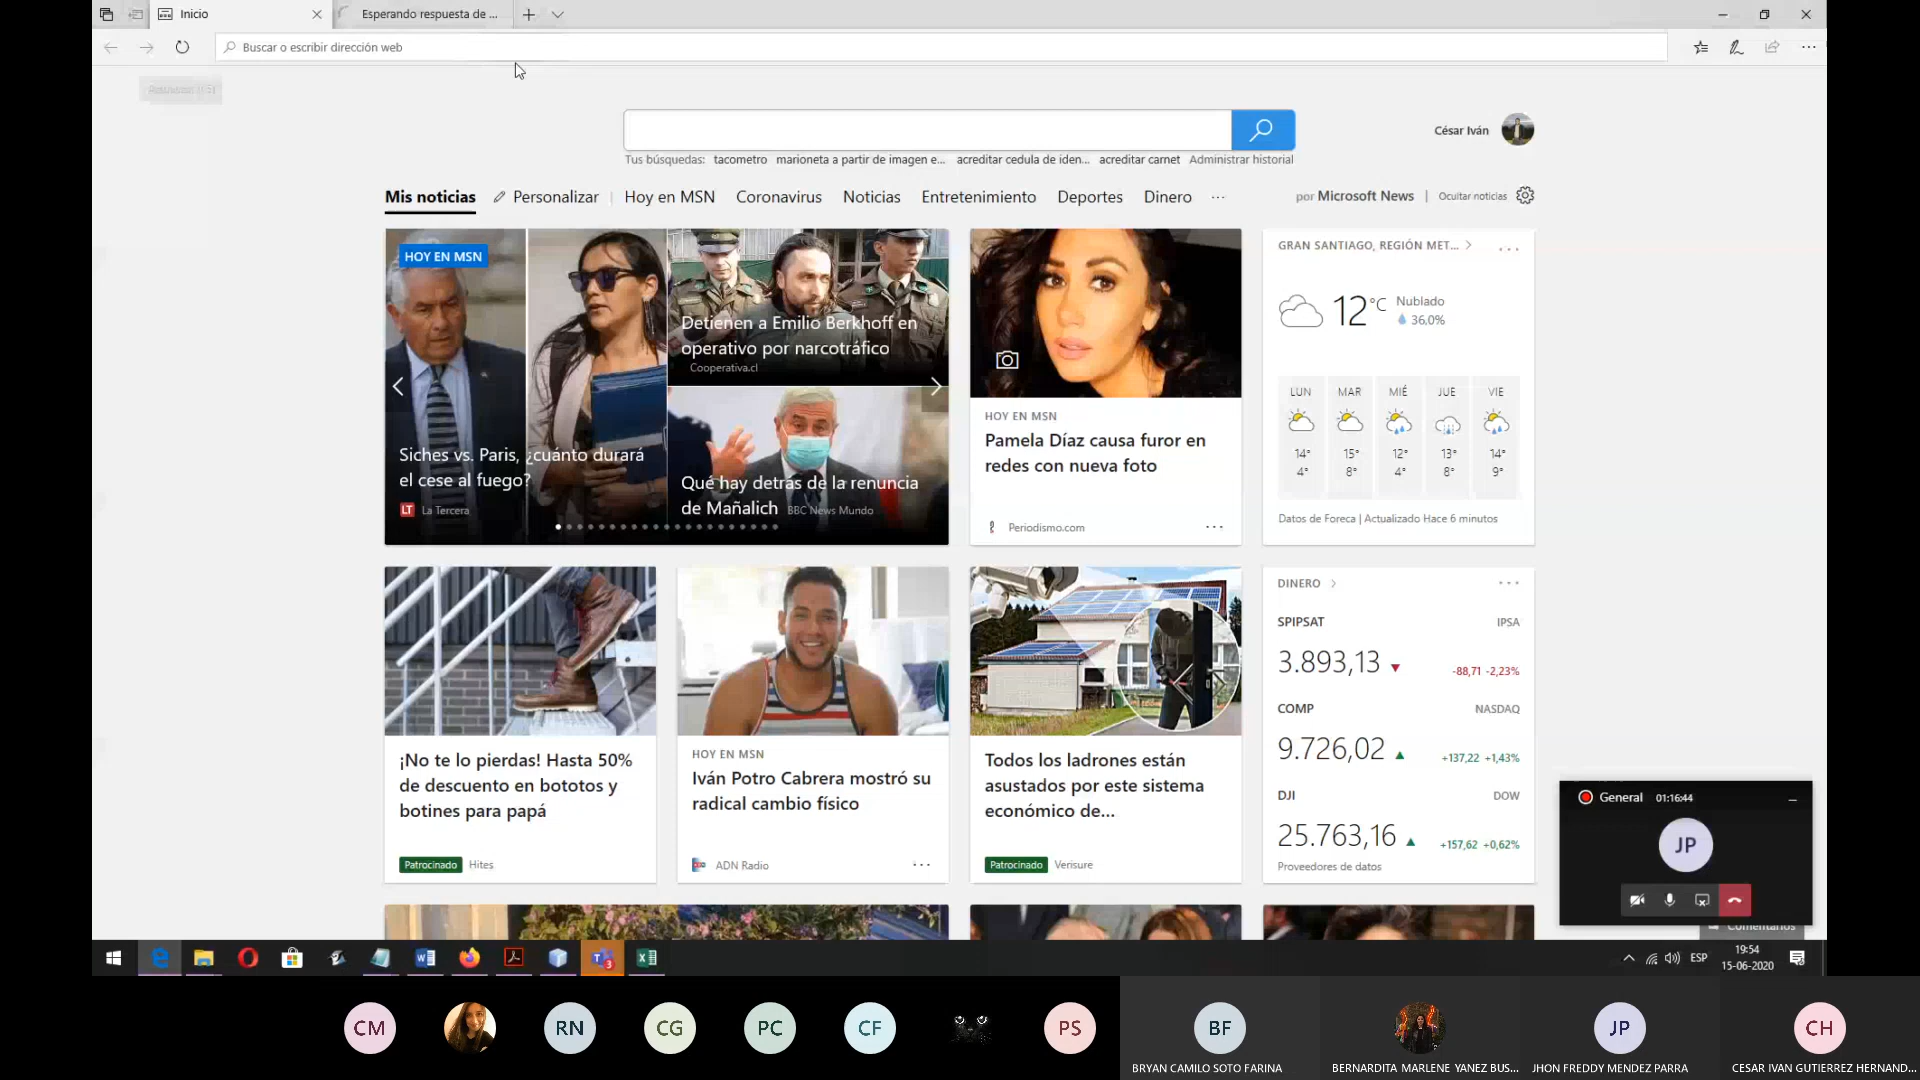 Inicio
Esperando respuesta de ...
Buscar o escribir dirección web
César Iván
Tus búsquedas: tacometro marioneta a partir de imagen e... acreditar cedula de iden... acreditar carnet Administrar historial
Mis noticias Personalizar Hoy en MSN Coronavirus Noticias Entretenimiento Deportes Dinero ...
por Microsoft News | Ocultar noticias
HOY EN MSN
Siches vs. Paris, ¿cuánto durará
el cese al fuego?
LT La Tercera
Detienen a Emilio Berkhoff en
operativo por narcotráfico
Cooperativa.cl
Qué hay detrás de la renuncia
de Mañalich BBC News Mundo
HOY EN MSN
Pamela Díaz causa furor en
redes con nueva foto
Periodismo.com
GRAN SANTIAGO, REGIÓN MET...
12°C Nublado
36,0%
LUN MAR MIÉ JUE VIE
14° 15° 12° 13° 14°
4° 8° 4° 8° 9°
Datos de Foreca | Actualizado Hace 6 minutos
¡No te lo pierdas! Hasta 50%
de descuento en bototos y
botines para papá
Patrocinado Hites
HOY EN MSN
Iván Potro Cabrera mostró su
radical cambio físico
ADN Radio
Todos los ladrones están
asustados por este sistema
económico de...
Patrocinado Verisure
DINERO
SPIPSAT IPSA
3.893,13 -88,71 -2,23%
COMP NASDAQ
9.726,02 +137,22 +1,43%
DJI DOW
25.763,16 +157,62 +0,62%
Proveedores de datos
General 01:16:44
JP
Comentarios
ESP
19:54
15-06-2020
CM RN CG PC CF PS BF JP CH
BRYAN CAMILO SOTO FARINA
BERNARDITA MARLENE YANEZ BUS...
JHON FREDDY MENDEZ PARRA
CESAR IVAN GUTIERREZ HERNAND...